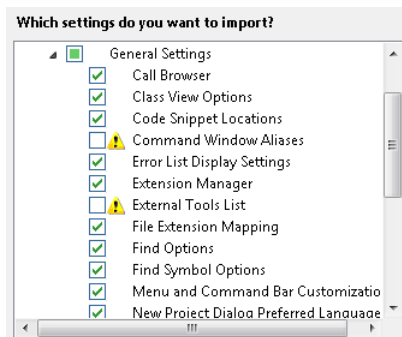 Which settings do you want to import?
General Settings
Call Browser
Class View Options
Code Snippet Locations
Command Window Aliases
Error List Display Settings
Extension Manager
External Tools List
File Extension Mapping
Find Options
Find Symbol Options
Menu and Command Bar Customizatio
New Project Dialog Preferred Language